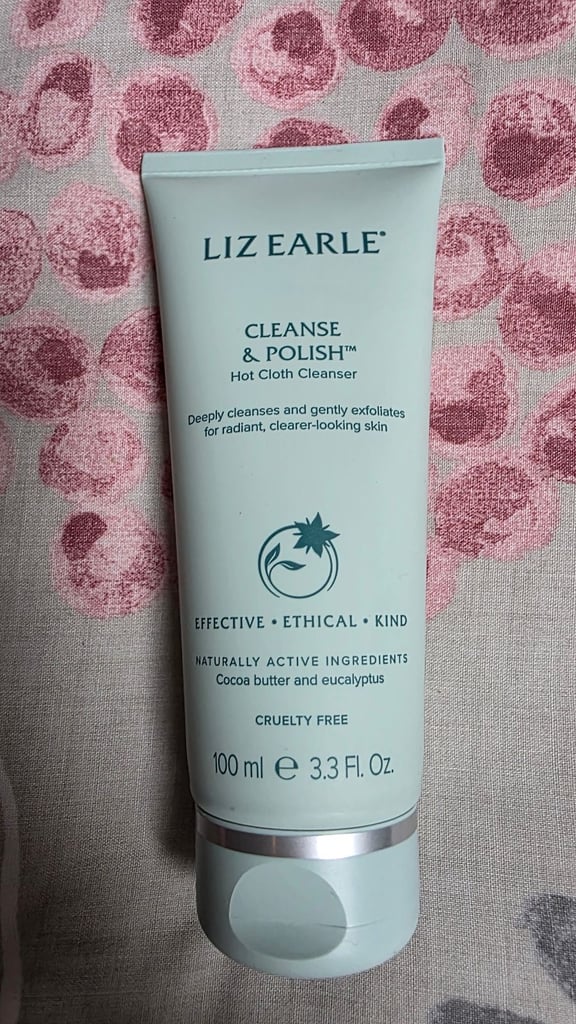 LIZ EARLE®
CLEANSE
& POLISH™
Hot Cloth Cleanser
Deeply cleanses and gently exfoliates
for radiant, clearer-looking skin
EFFECTIVE • ETHICAL • KIND
NATURALLY ACTIVE INGREDIENTS
Cocoa butter and eucalyptus
CRUELTY FREE
100 ml ℮ 3.3 Fl. Oz.